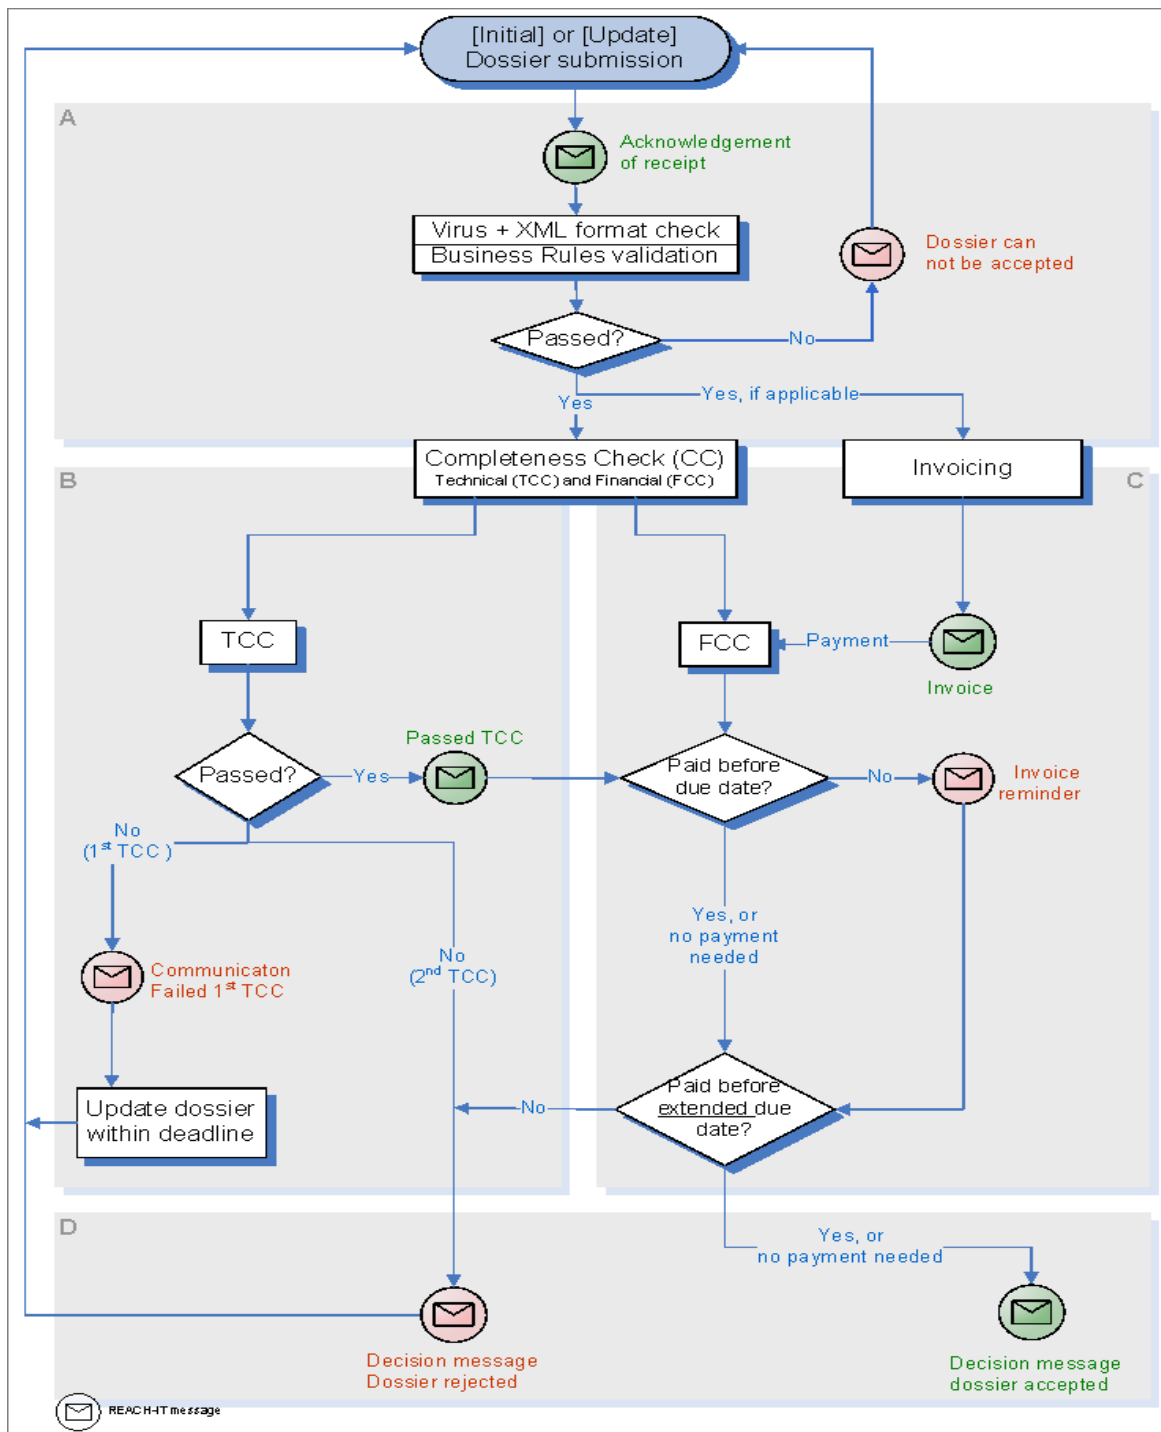 [Initial] or [Update]
Dossier submission
A
Acknowledgement
of receipt
Virus + XML format check
Business Rules validation
Dossier can
not be accepted
Passed?
No
Yes, if applicable
Yes
Completeness Check (CC)
Technical (TCC) and Financial (FCC)
Invoicing
B
C
TCC
FCC
Payment
Invoice
Passed TCC
Passed?
Yes
Paid before
due date?
No
Invoice
reminder
No
(1st TCC )
Yes, or
no payment
needed
No
(2nd TCC)
Communicaton
Failed 1st TCC
Update dossier
within deadline
No
Paid before
extended due
date?
D
Yes, or
no payment needed
Decision message
Dossier rejected
Decision message
dossier accepted
REACH-IT message